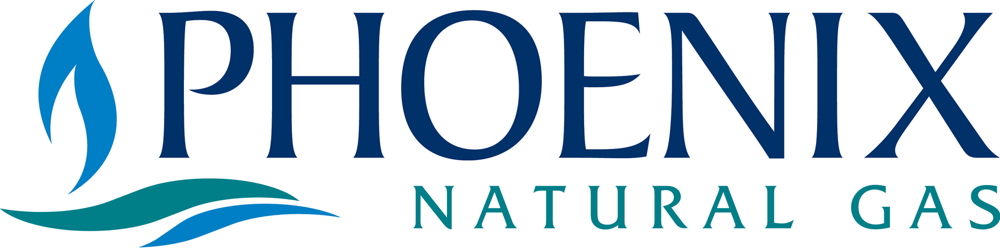 PHOENIX
NATURAL GAS